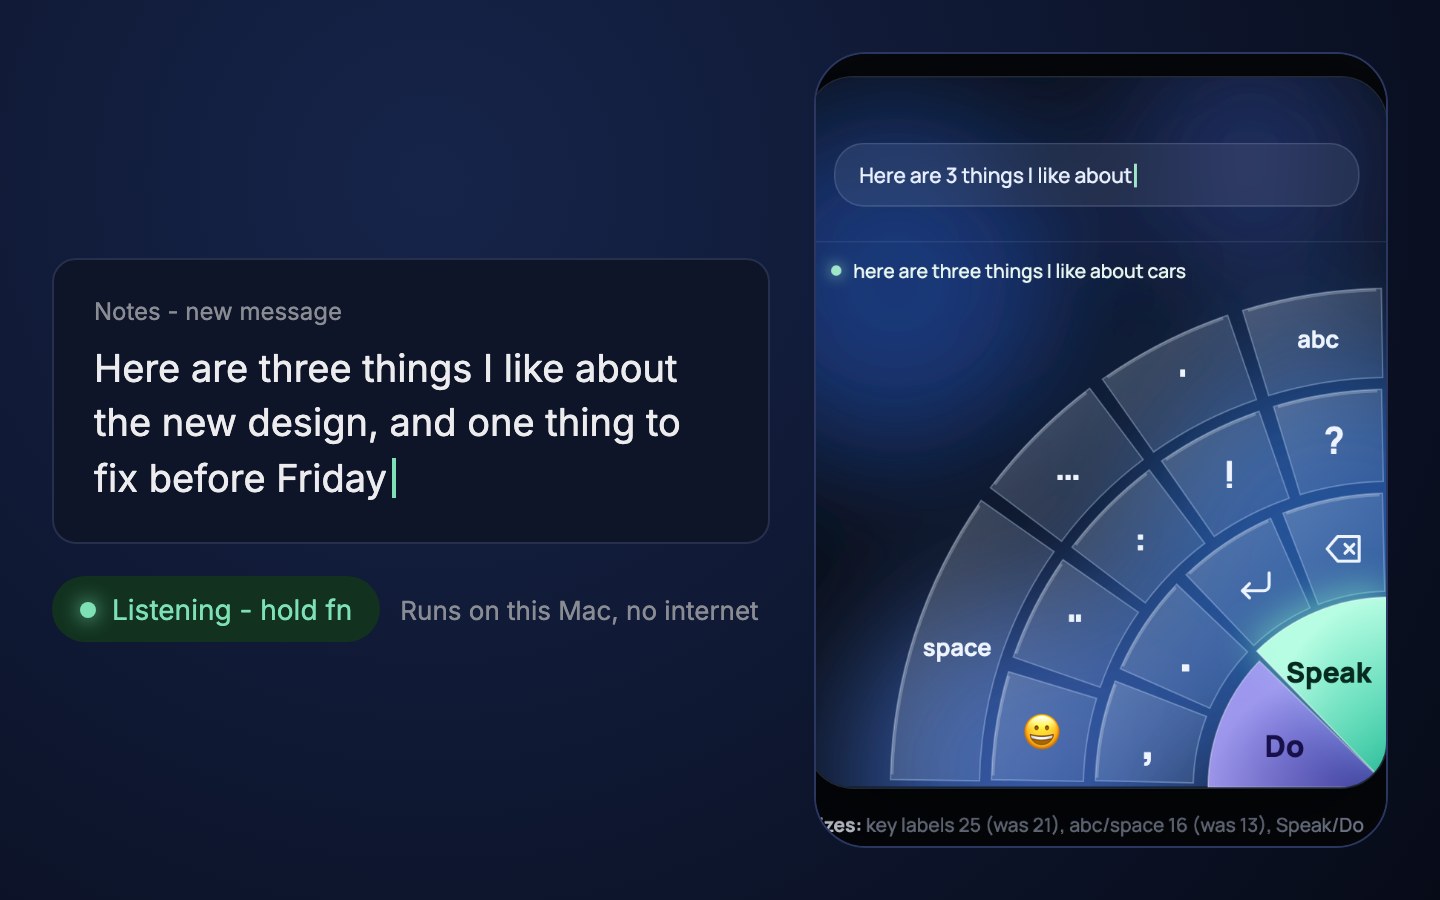 Notes - new message
Here are three things I like about
the new design, and one thing to
fix before Friday
Listening - hold fn
Runs on this Mac, no internet
Here are 3 things I like about
here are three things I like about cars
abc
'
...
?
!
:
"
space
.
,
Speak
Do
zes: key labels 25 (was 21), abc/space 16 (was 13), Speak/Do